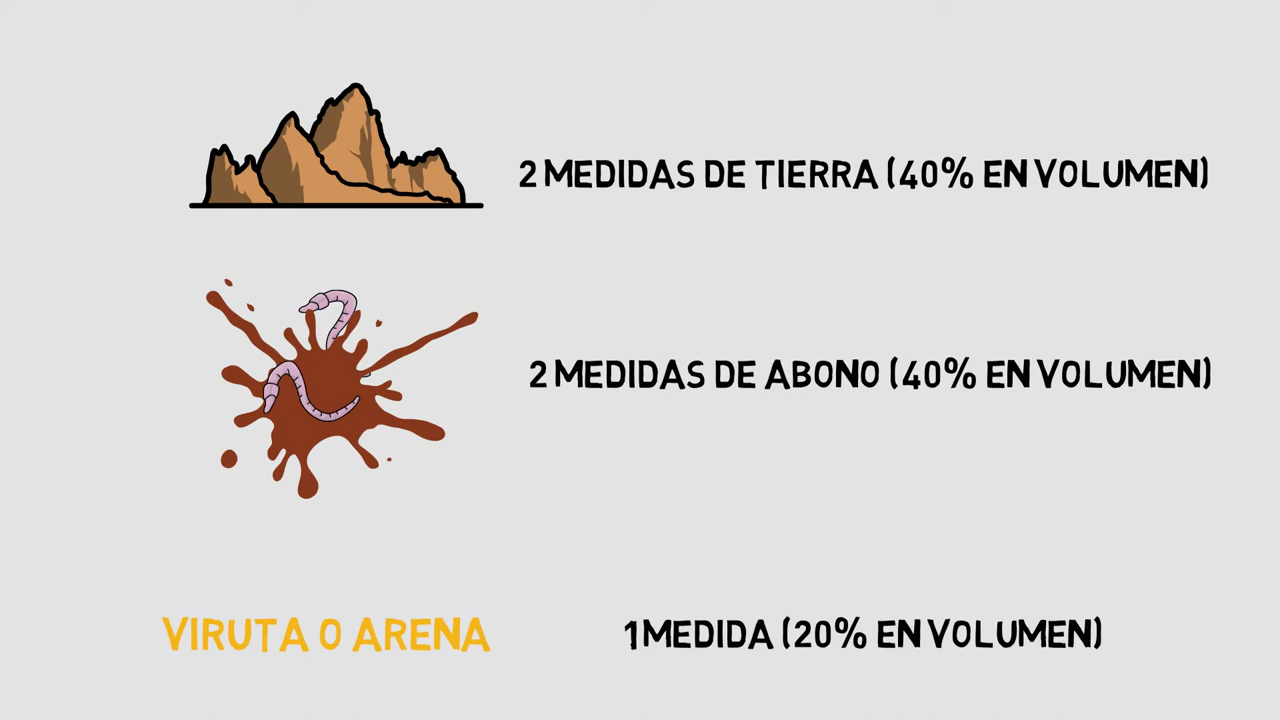 2 MEDIDAS DE TIERRA (40% EN VOLUMEN)
2 MEDIDAS DE ABONO (40% EN VOLUMEN)
VIRUTA O ARENA 1 MEDIDA (20% EN VOLUMEN)